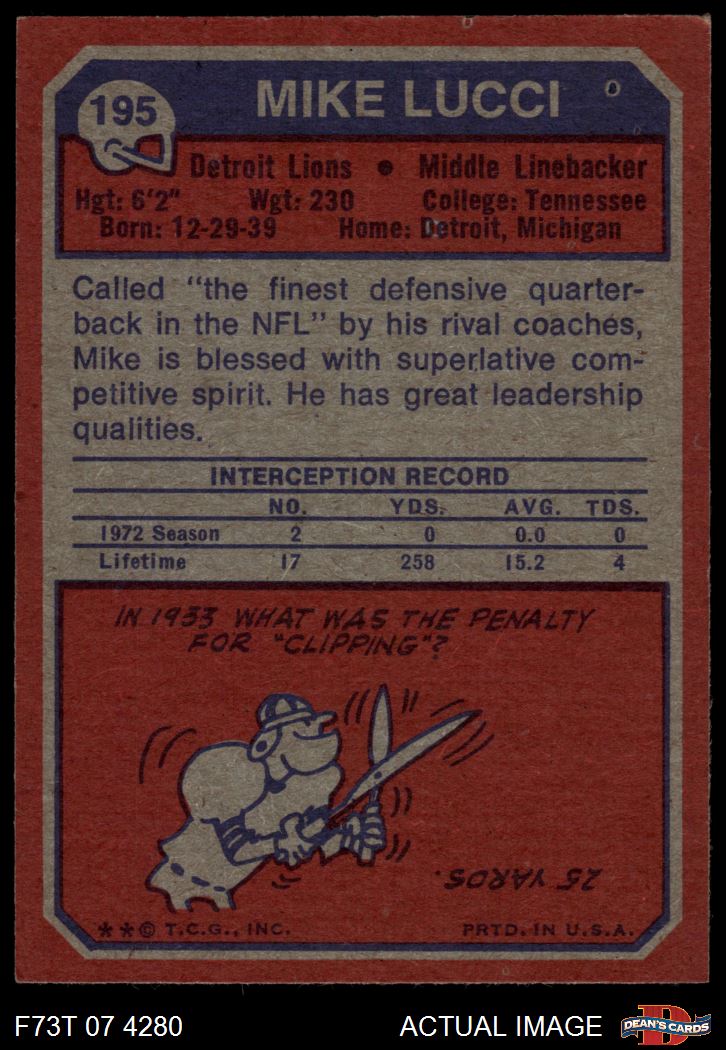 195
MIKE LUCCI
Detroit Lions • Middle Linebacker
Hgt: 6'2" Wgt: 230 College: Tennessee
Born: 12-29-39 Home: Detroit, Michigan
Called "the finest defensive quarter-
back in the NFL" by his rival coaches,
Mike is blessed with superlative com-
petitive spirit. He has great leadership
qualities.
INTERCEPTION RECORD
NO. YDS. AVG. TDS.
1972 Season 2 0 0.0 0
Lifetime 17 258 15.2 4
IN 1933 WHAT WAS THE PENALTY
FOR "CLIPPING"?
25 YARDS.
**© T.C.G., INC. PRTD. IN U.S.A.
F73T 07 4280 ACTUAL IMAGE
D
DEAN'S CARDS